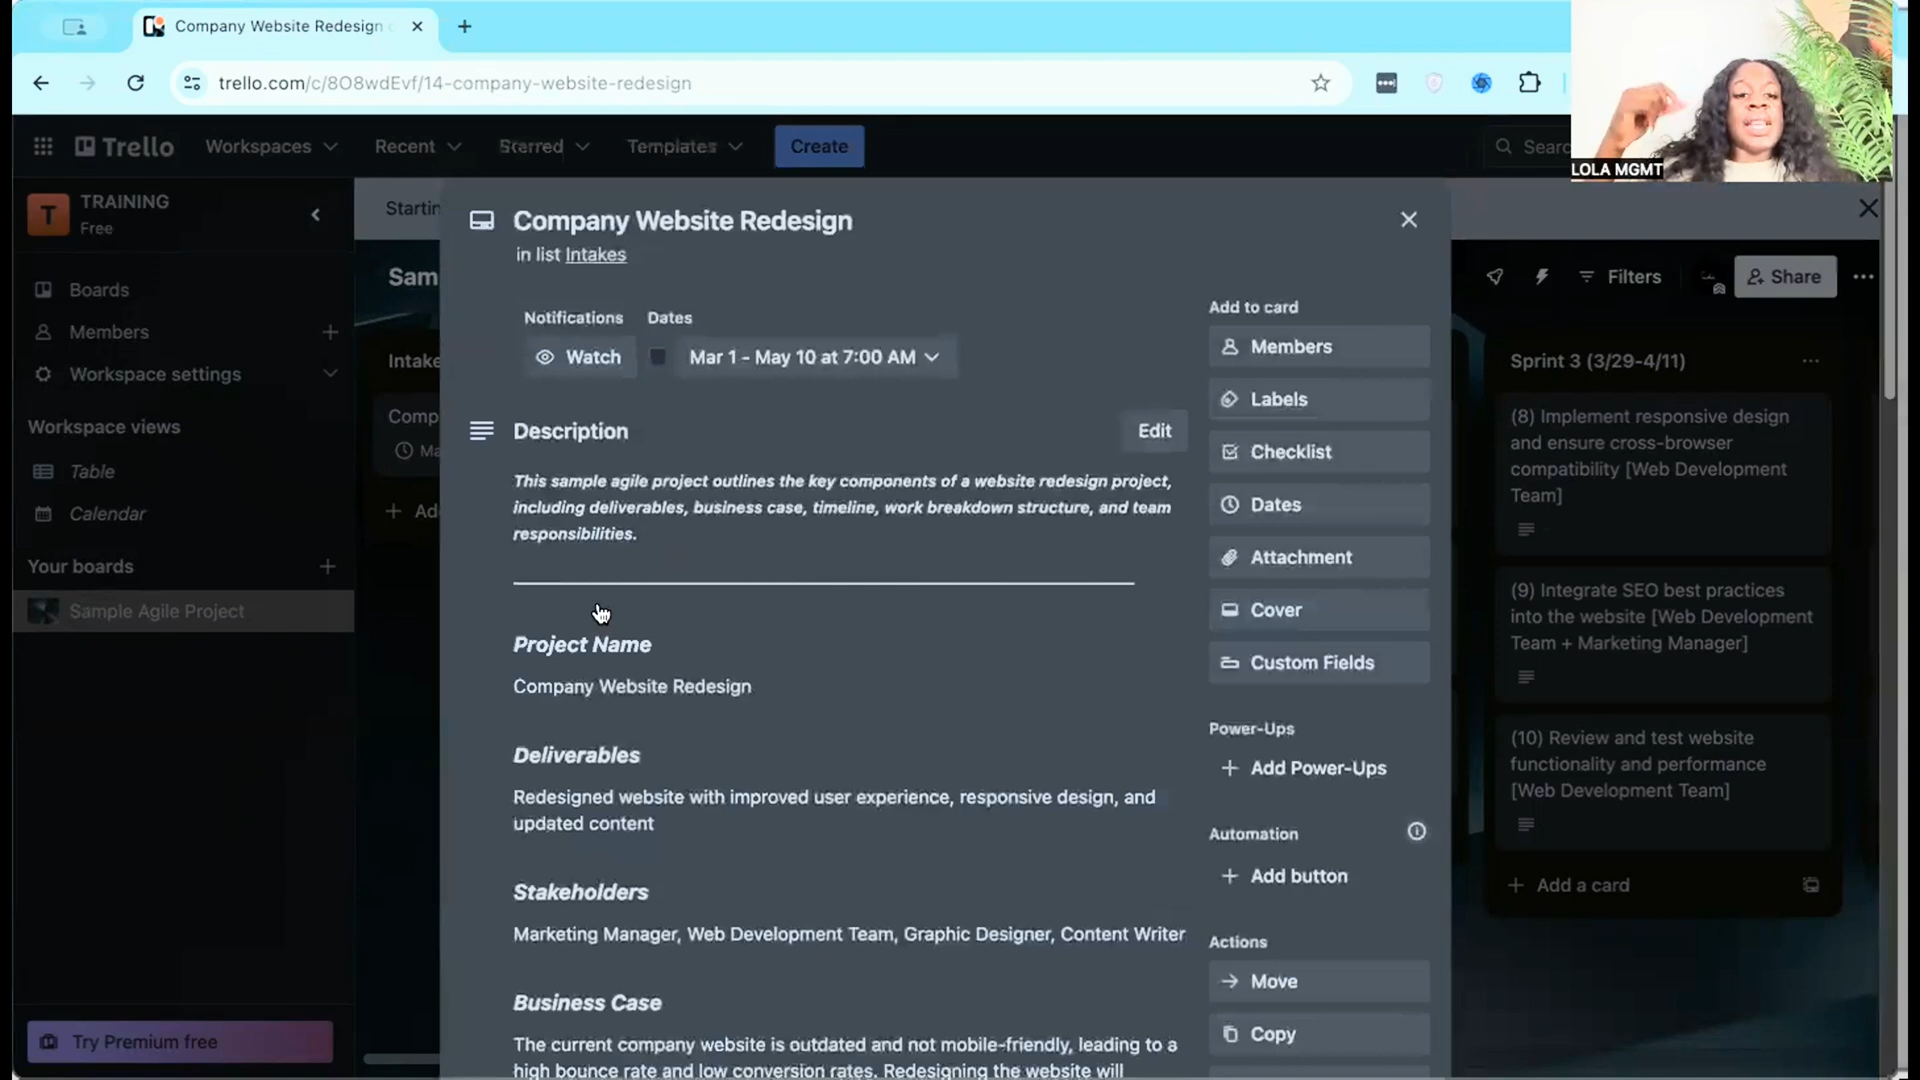 Company Website Redesign
trello.com/c/8O8wdEvf/14-company-website-redesign
LOLA MGMT
Trello
Workspaces
Recent
Starred
Templates
Create
Searc
T
TRAINING
Free
Boards
Members
Workspace settings
Workspace views
Table
Calendar
Your boards
Sample Agile Project
Try Premium free
Startin
Sam
Intake
Comp
Ma
Ad
Company Website Redesign
in list Intakes
Notifications
Dates
Watch
Mar 1 - May 10 at 7:00 AM
Description
Edit
This sample agile project outlines the key components of a website redesign project,
including deliverables, business case, timeline, work breakdown structure, and team
responsibilities.
Project Name
Company Website Redesign
Deliverables
Redesigned website with improved user experience, responsive design, and
updated content
Stakeholders
Marketing Manager, Web Development Team, Graphic Designer, Content Writer
Business Case
The current company website is outdated and not mobile-friendly, leading to a
high bounce rate and low conversion rates. Redesigning the website will
Add to card
Members
Labels
Checklist
Dates
Attachment
Cover
Custom Fields
Power-Ups
Add Power-Ups
Automation
Add button
Actions
Move
Copy
Filters
Share
Sprint 3 (3/29-4/11)
(8) Implement responsive design
and ensure cross-browser
compatibility [Web Development
Team]
(9) Integrate SEO best practices
into the website [Web Development
Team + Marketing Manager]
(10) Review and test website
functionality and performance
[Web Development Team]
Add a card